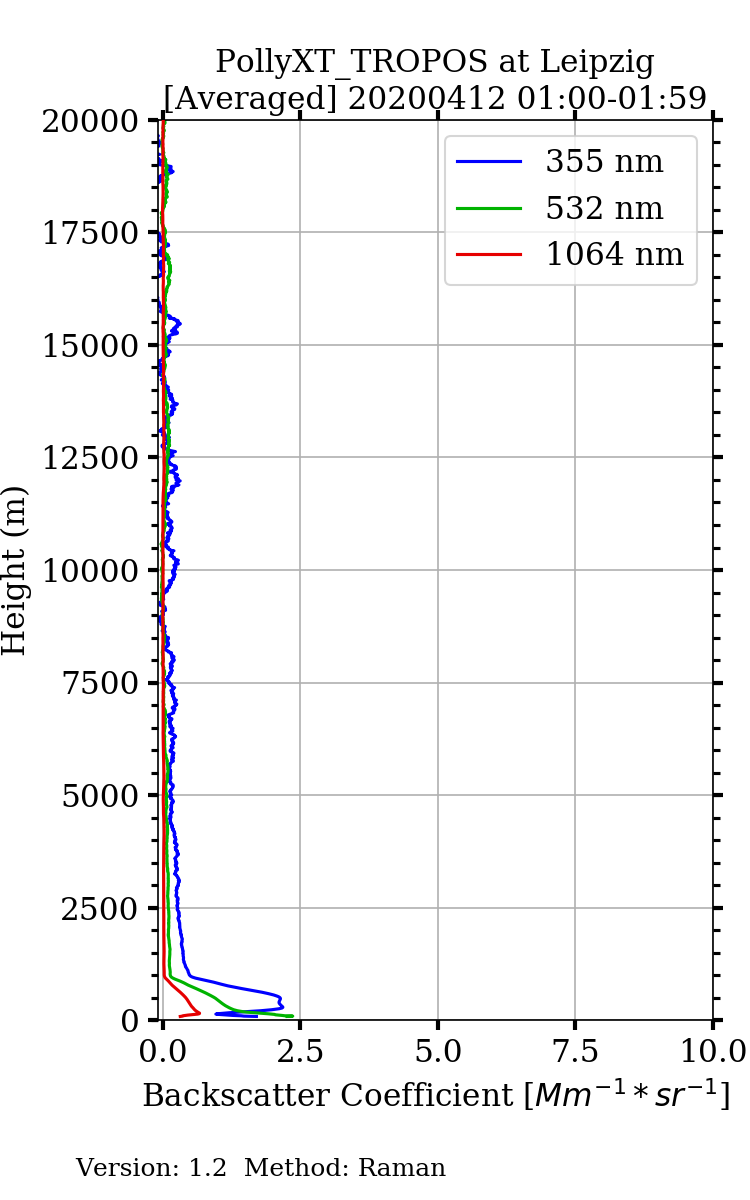 PollyXT_TROPOS at Leipzig
[Averaged] 20200412 01:00-01:59
355 nm
532 nm
1064 nm
Height (m)
20000
17500
15000
12500
10000
7500
5000
2500
0
0.0 2.5 5.0 7.5 10.0
Backscatter Coefficient [Mm⁻¹ * sr⁻¹]
Version: 1.2 Method: Raman